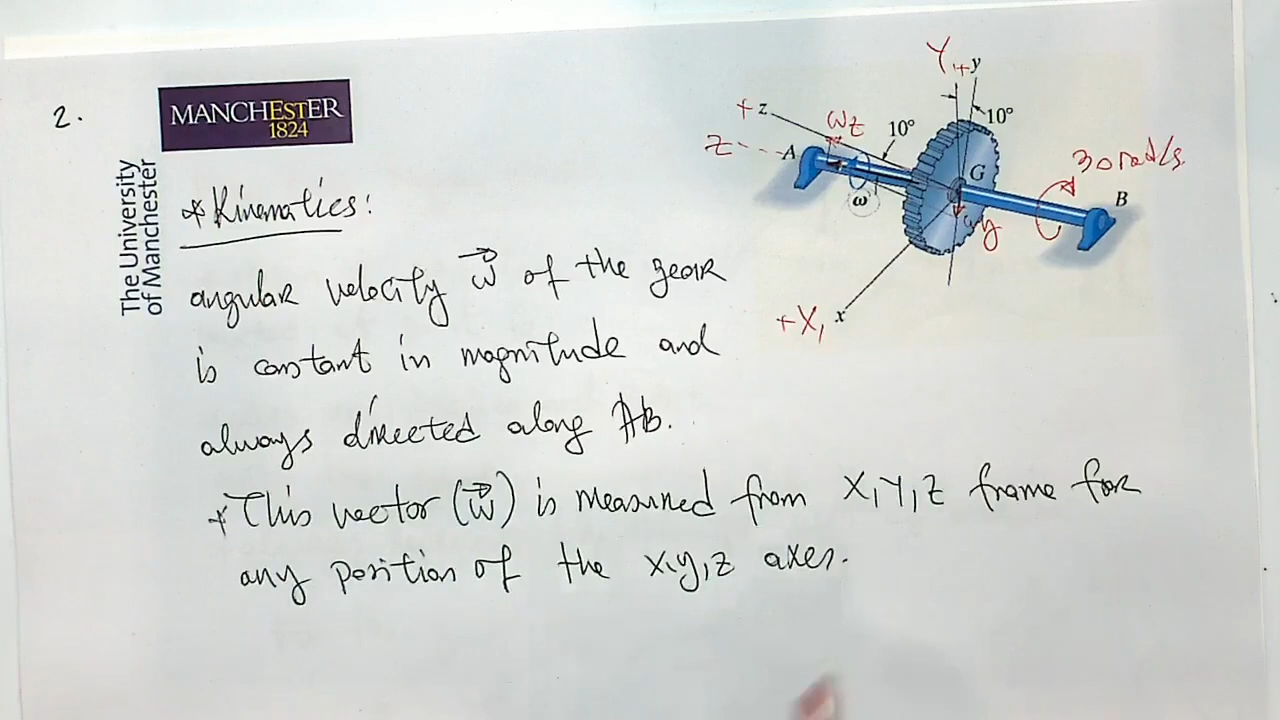 2.
MANCHESTER
1824
The University
of Manchester
* Kinematics:
angular velocity ω⃗ of the gear
is constant in magnitude and
always directed along AB.
* This vector (ω⃗) is measured from X,Y,Z frame for
any position of the x,y,z axes.
Y,
+y
+z
ωz
10°
10°
Z
A
G
30 rad/s
ω
B
ωy
+X,
x